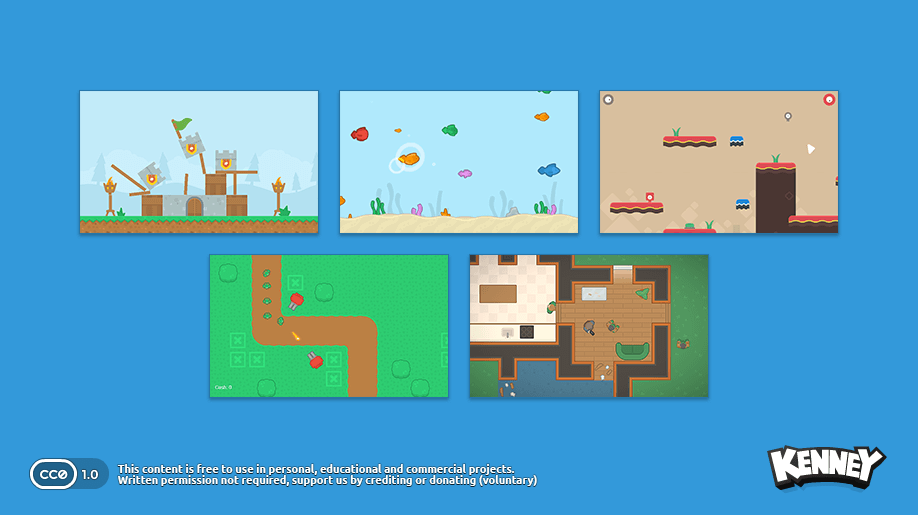 Cash: 6
CC0 1.0
This content is free to use in personal, educational and commercial projects.
Written permission not required, support us by crediting or donating (voluntary)
KENNEY